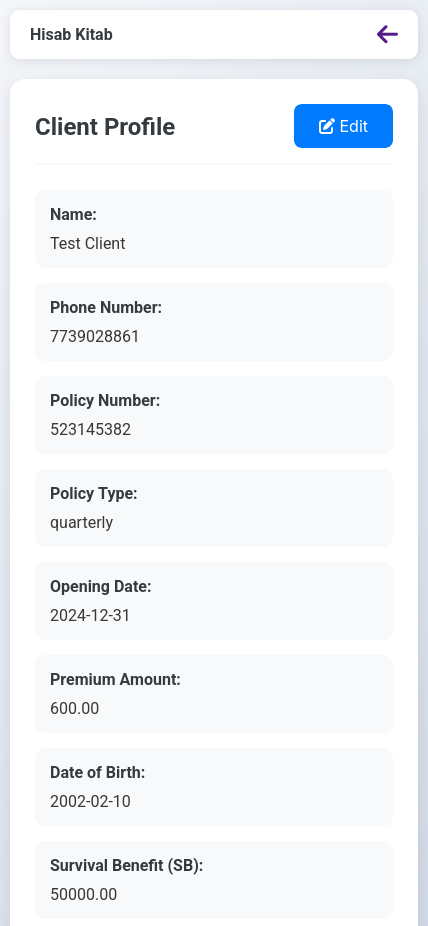 Hisab Kitab
Client Profile
Edit
Name:
Test Client
Phone Number:
7739028861
Policy Number:
523145382
Policy Type:
quarterly
Opening Date:
2024-12-31
Premium Amount:
600.00
Date of Birth:
2002-02-10
Survival Benefit (SB):
50000.00